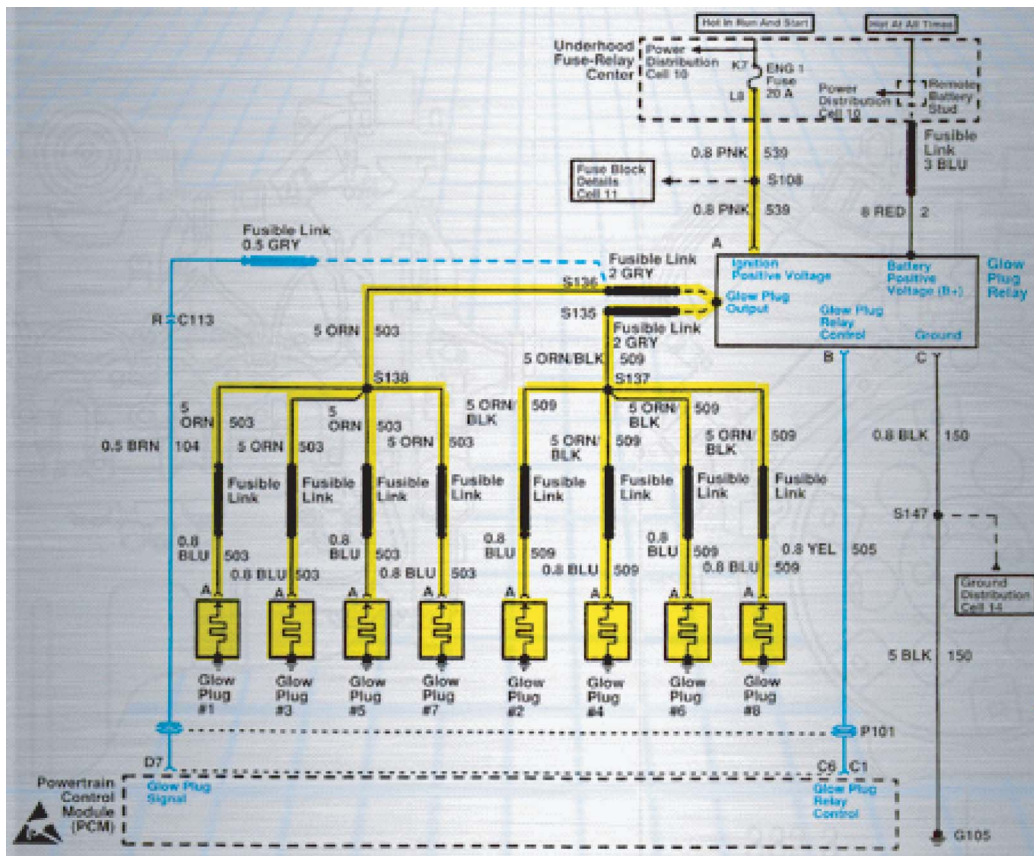 Hot In Run And Start
Hot At All Times
Underhood
Fuse-Relay
Center
Power
Distribution
Cell 10
K7
ENG 1
Fuse
20 A
L8
Power
Distribution
Cell 10
Remote
Battery
Stud
0.8 PNK 539
Fusible
Link
3 BLU
Fuse Block
Details
Cell 11
S108
0.8 PNK 539
8 RED 2
A
Fusible Link
0.5 GRY
Fusible Link
2 GRY
S136
Ignition
Positive Voltage
Battery
Positive
Voltage (B+)
Glow
Plug
Relay
Glow Plug
Output
Glow Plug
Relay
Control
Ground
S135
R C113
5 ORN 503
Fusible Link
2 GRY
5 ORN/BLK 509
B
C
S138
S137
5
ORN 503
5 ORN 503
5
ORN 503
5 ORN 503
5 ORN/
BLK 509
5 ORN/
BLK 509
5 ORN/
BLK 509
5 ORN/
BLK 509
0.5 BRN 104
0.8 BLK 150
Fusible
Link
Fusible
Link
Fusible
Link
Fusible
Link
Fusible
Link
Fusible
Link
Fusible
Link
S147
0.8
BLU 503
0.8 BLU 503
0.8
BLU 503
0.8 BLU 503
0.8
BLU 509
0.8 BLU 509
0.8
BLU 509
0.8 BLU 509
0.8 YEL 505
Ground
Distribution
Cell 14
A A A A A A A A
5 BLK 150
Glow
Plug
#1
Glow
Plug
#3
Glow
Plug
#5
Glow
Plug
#7
Glow
Plug
#2
Glow
Plug
#4
Glow
Plug
#6
Glow
Plug
#8
P101
D7
C6 C1
Powertrain
Control
Module
(PCM)
Glow Plug
Signal
Glow Plug
Relay
Control
G105